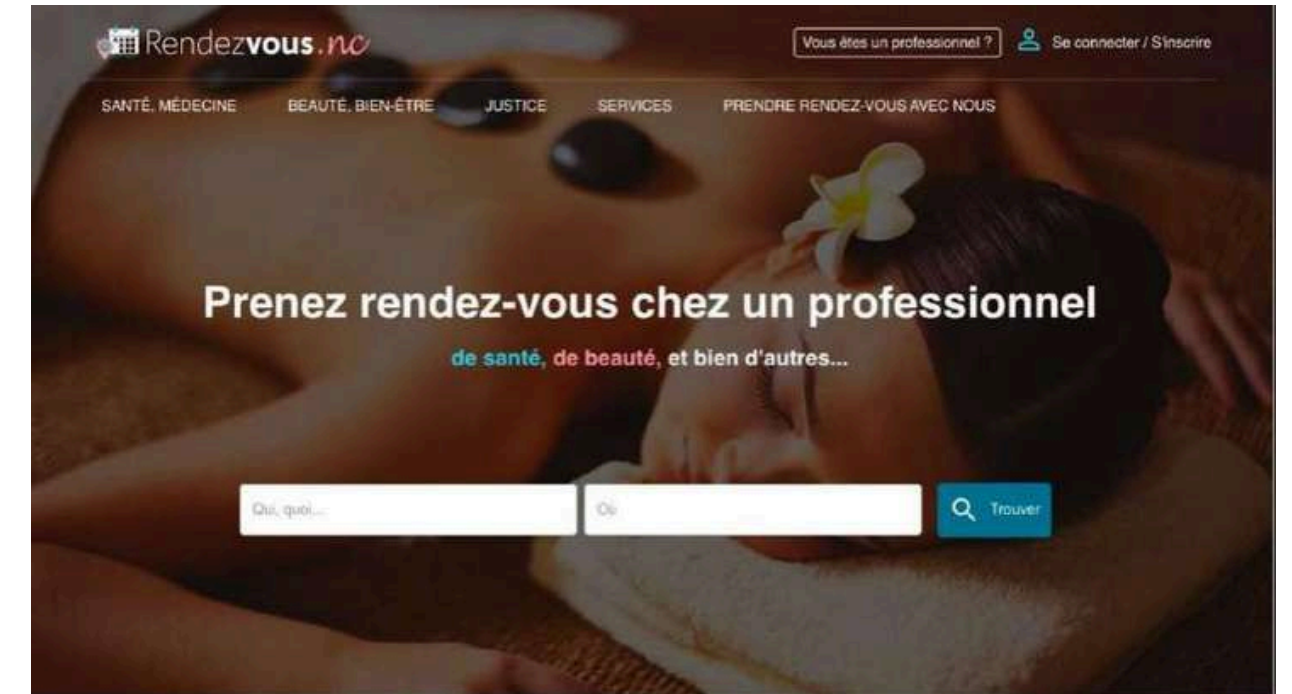 Rendezvous.nc
Vous êtes un professionnel ?
Se connecter / S'inscrire
SANTÉ, MÉDECINE
BEAUTÉ, BIEN-ÊTRE
JUSTICE
SERVICES
PRENDRE RENDEZ-VOUS AVEC NOUS
Prenez rendez-vous chez un professionnel
de santé, de beauté, et bien d'autres...
Qui, quoi...
Où
Trouver